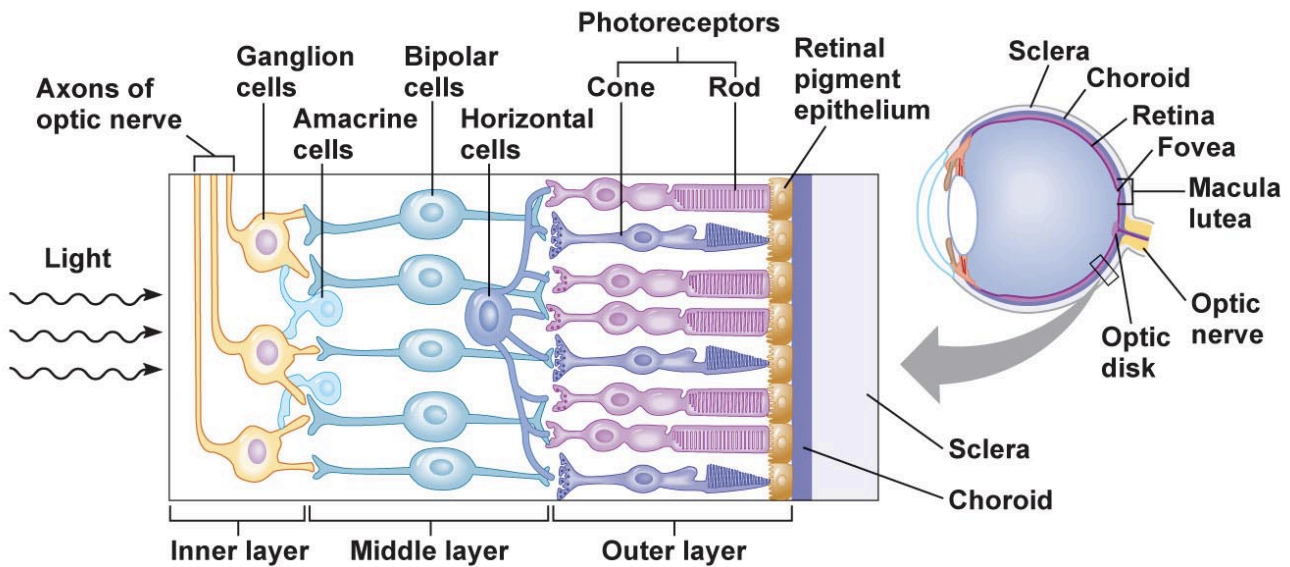 Photoreceptors
Ganglion
cells
Bipolar
cells
Cone
Rod
Retinal
pigment
epithelium
Axons of
optic nerve
Amacrine
cells
Horizontal
cells
Light
Inner layer
Middle layer
Outer layer
Sclera
Choroid
Retina
Fovea
Macula
lutea
Optic
nerve
Optic
disk
Sclera
Choroid